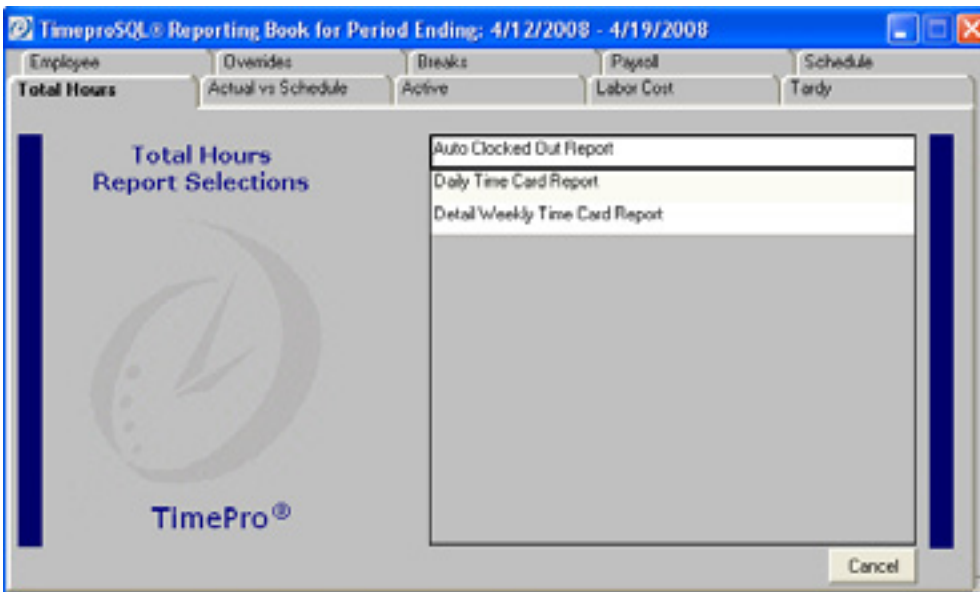 TimeproSQL® Reporting Book for Period Ending: 4/12/2008 - 4/19/2008
Employee Overrides Breaks Payroll Schedule
Total Hours Actual vs Schedule Active Labor Cost Tardy
Total Hours
Report Selections
Auto Clocked Out Report
Daily Time Card Report
Detail Weekly Time Card Report
TimePro®
Cancel